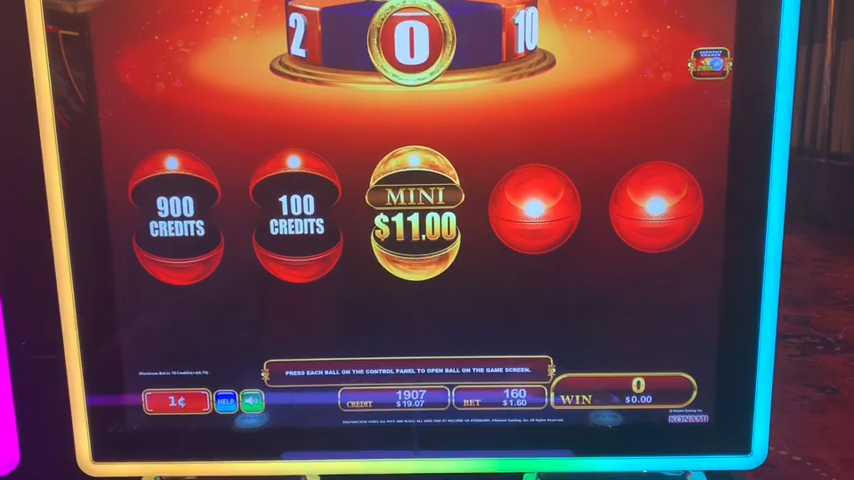 2
0
10
900
CREDITS
100
CREDITS
MINI
$11.00
PRESS EACH BALL ON THE CONTROL PANEL TO OPEN BALL ON THE GAME SCREEN.
1¢
HELP
CREDIT
1907
$19.07
BET
160
$1.60
WIN
0
$0.00
KONAMI